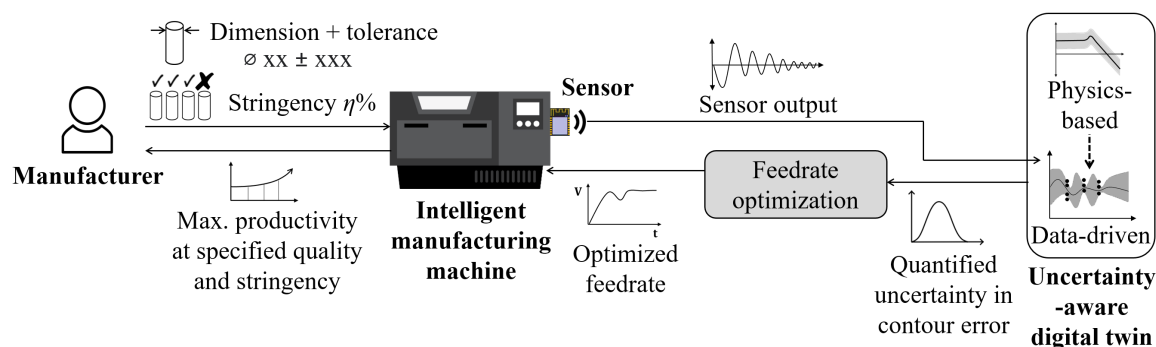 Dimension + tolerance
∅ xx ± xxx
✓✓✓✗
Stringency η%
Manufacturer
Max. productivity
at specified quality
and stringency
Sensor
Intelligent
manufacturing
machine
Sensor output
Feedrate
optimization
v
t
Optimized
feedrate
Quantified
uncertainty in
contour error
Physics-
based
Data-driven
Uncertainty
-aware
digital twin